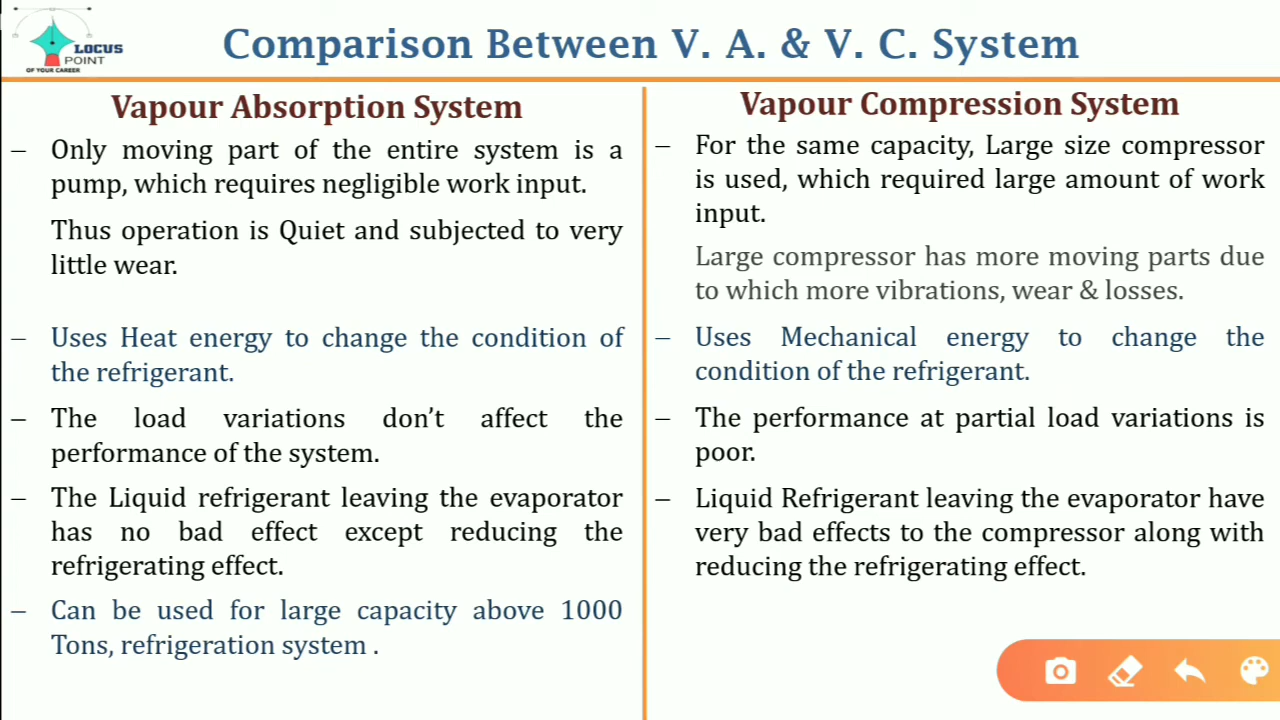 LOCUS
POINT
OF YOUR CAREER
Comparison Between V. A. & V. C. System
Vapour Absorption System
– Only moving part of the entire system is a
pump, which requires negligible work input.
Thus operation is Quiet and subjected to very
little wear.
– Uses Heat energy to change the condition of
the refrigerant.
– The load variations don’t affect the
performance of the system.
– The Liquid refrigerant leaving the evaporator
has no bad effect except reducing the
refrigerating effect.
– Can be used for large capacity above 1000
Tons, refrigeration system .
Vapour Compression System
– For the same capacity, Large size compressor
is used, which required large amount of work
input.
Large compressor has more moving parts due
to which more vibrations, wear & losses.
– Uses Mechanical energy to change the
condition of the refrigerant.
– The performance at partial load variations is
poor.
– Liquid Refrigerant leaving the evaporator have
very bad effects to the compressor along with
reducing the refrigerating effect.